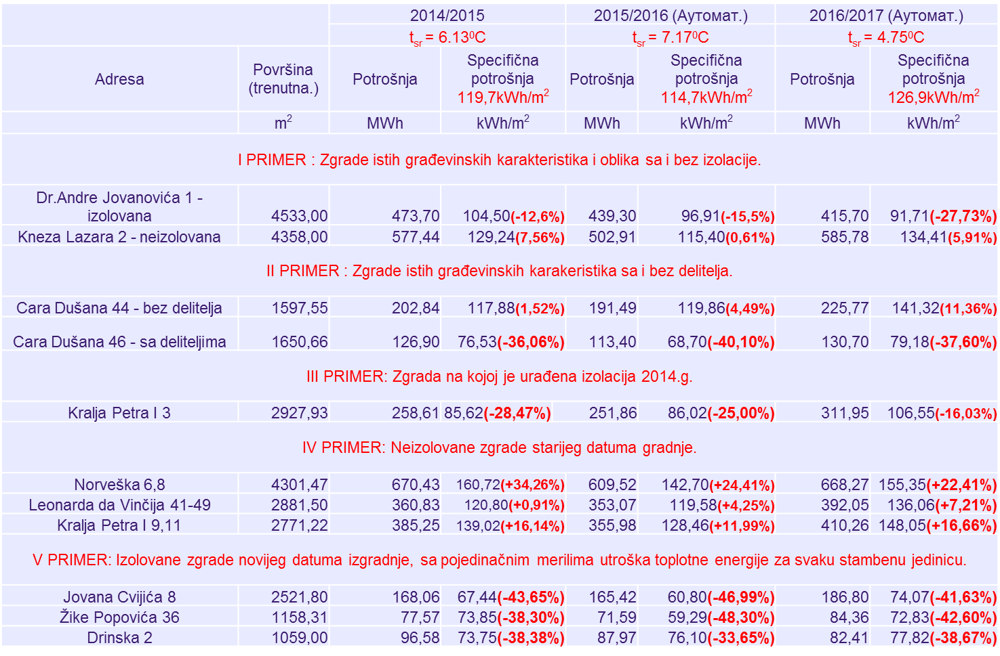 2014/2015 2015/2016 (Аутомат.) 2016/2017 (Аутомат.)
tsr = 6.13⁰C tsr = 7.17⁰C tsr = 4.75⁰C
Adresa Površina (trenutna.) Potrošnja Specifična potrošnja 119,7kWh/m² Potrošnja Specifična potrošnja 114,7kWh/m² Potrošnja Specifična potrošnja 126,9kWh/m²
m² MWh kWh/m² MWh kWh/m² MWh kWh/m²
I PRIMER : Zgrade istih građevinskih karakteristika i oblika sa i bez izolacije.
Dr.Andre Jovanovića 1 -
izolovana 4533,00 473,70 104,50(-12,6%) 439,30 96,91(-15,5%) 415,70 91,71(-27,73%)
Kneza Lazara 2 - neizolovana 4358,00 577,44 129,24(7,56%) 502,91 115,40(0,61%) 585,78 134,41(5,91%)
II PRIMER : Zgrade istih građevinskih karakeristika sa i bez delitelja.
Cara Dušana 44 - bez delitelja 1597,55 202,84 117,88(1,52%) 191,49 119,86(4,49%) 225,77 141,32(11,36%)
Cara Dušana 46 - sa deliteljima 1650,66 126,90 76,53(-36,06%) 113,40 68,70(-40,10%) 130,70 79,18(-37,60%)
III PRIMER: Zgrada na kojoj je urađena izolacija 2014.g.
Kralja Petra I 3 2927,93 258,61 85,62(-28,47%) 251,86 86,02(-25,00%) 311,95 106,55(-16,03%)
IV PRIMER: Neizolovane zgrade starijeg datuma gradnje.
Norveška 6,8 4301,47 670,43 160,72(+34,26%) 609,52 142,70(+24,41%) 668,27 155,35(+22,41%)
Leonarda da Vinčija 41-49 2881,50 360,83 120,80(+0,91%) 353,07 119,58(+4,25%) 392,05 136,06(+7,21%)
Kralja Petra I 9,11 2771,22 385,25 139,02(+16,14%) 355,98 128,46(+11,99%) 410,26 148,05(+16,66%)
V PRIMER: Izolovane zgrade novijeg datuma izgradnje, sa pojedinačnim merilima utroška toplotne energije za svaku stambenu jedinicu.
Jovana Cvijića 8 2521,80 168,06 67,44(-43,65%) 165,42 60,80(-46,99%) 186,80 74,07(-41,63%)
Žike Popovića 36 1158,31 77,57 73,85(-38,30%) 71,59 59,29(-48,30%) 84,36 72,83(-42,60%)
Drinska 2 1059,00 96,58 73,75(-38,38%) 87,97 76,10(-33,65%) 82,41 77,82(-38,67%)